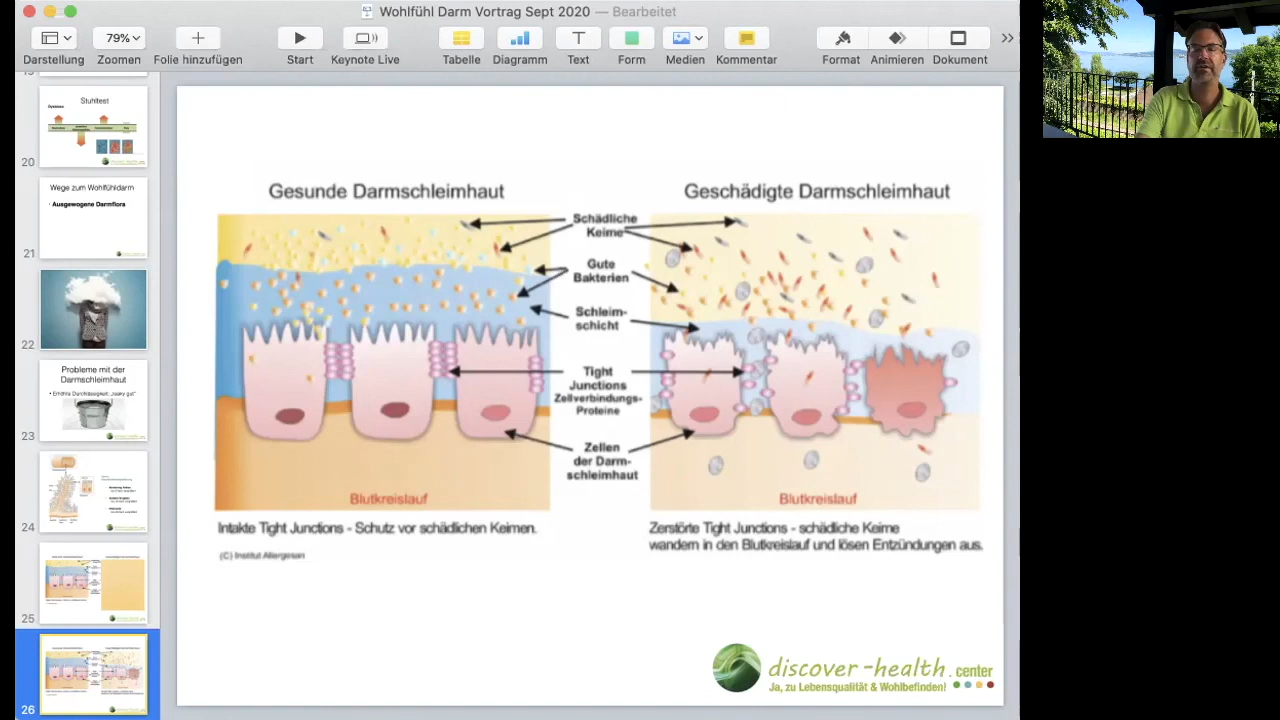 Wohlfühl Darm Vortrag Sept 2020 — Bearbeitet
79%
Darstellung
Zoomen
Folie hinzufügen
Start
Keynote Live
Tabelle
Diagramm
Text
Form
Medien
Kommentar
Format
Animieren
Dokument
Stuhltest
20
Wege zum Wohlfühldarm
· Ausgewogene Darmflora
21
22
Probleme mit der
Darmschleimhaut
23
24
25
26
Gesunde Darmschleimhaut
Geschädigte Darmschleimhaut
Schädliche
Keime
Gute
Bakterien
Schleim-
schicht
Tight
Junctions
Zellverbindungs-
Proteine
Zellen
der Darm-
schleimhaut
Blutkreislauf
Blutkreislauf
Intakte Tight Junctions - Schutz vor schädlichen Keimen.
Zerstörte Tight Junctions - schädliche Keime
wandern in den Blutkreislauf und lösen Entzündungen aus.
(C) Institut Allergosan
discover-health.center
Ja, zu Lebensqualität & Wohlbefinden!